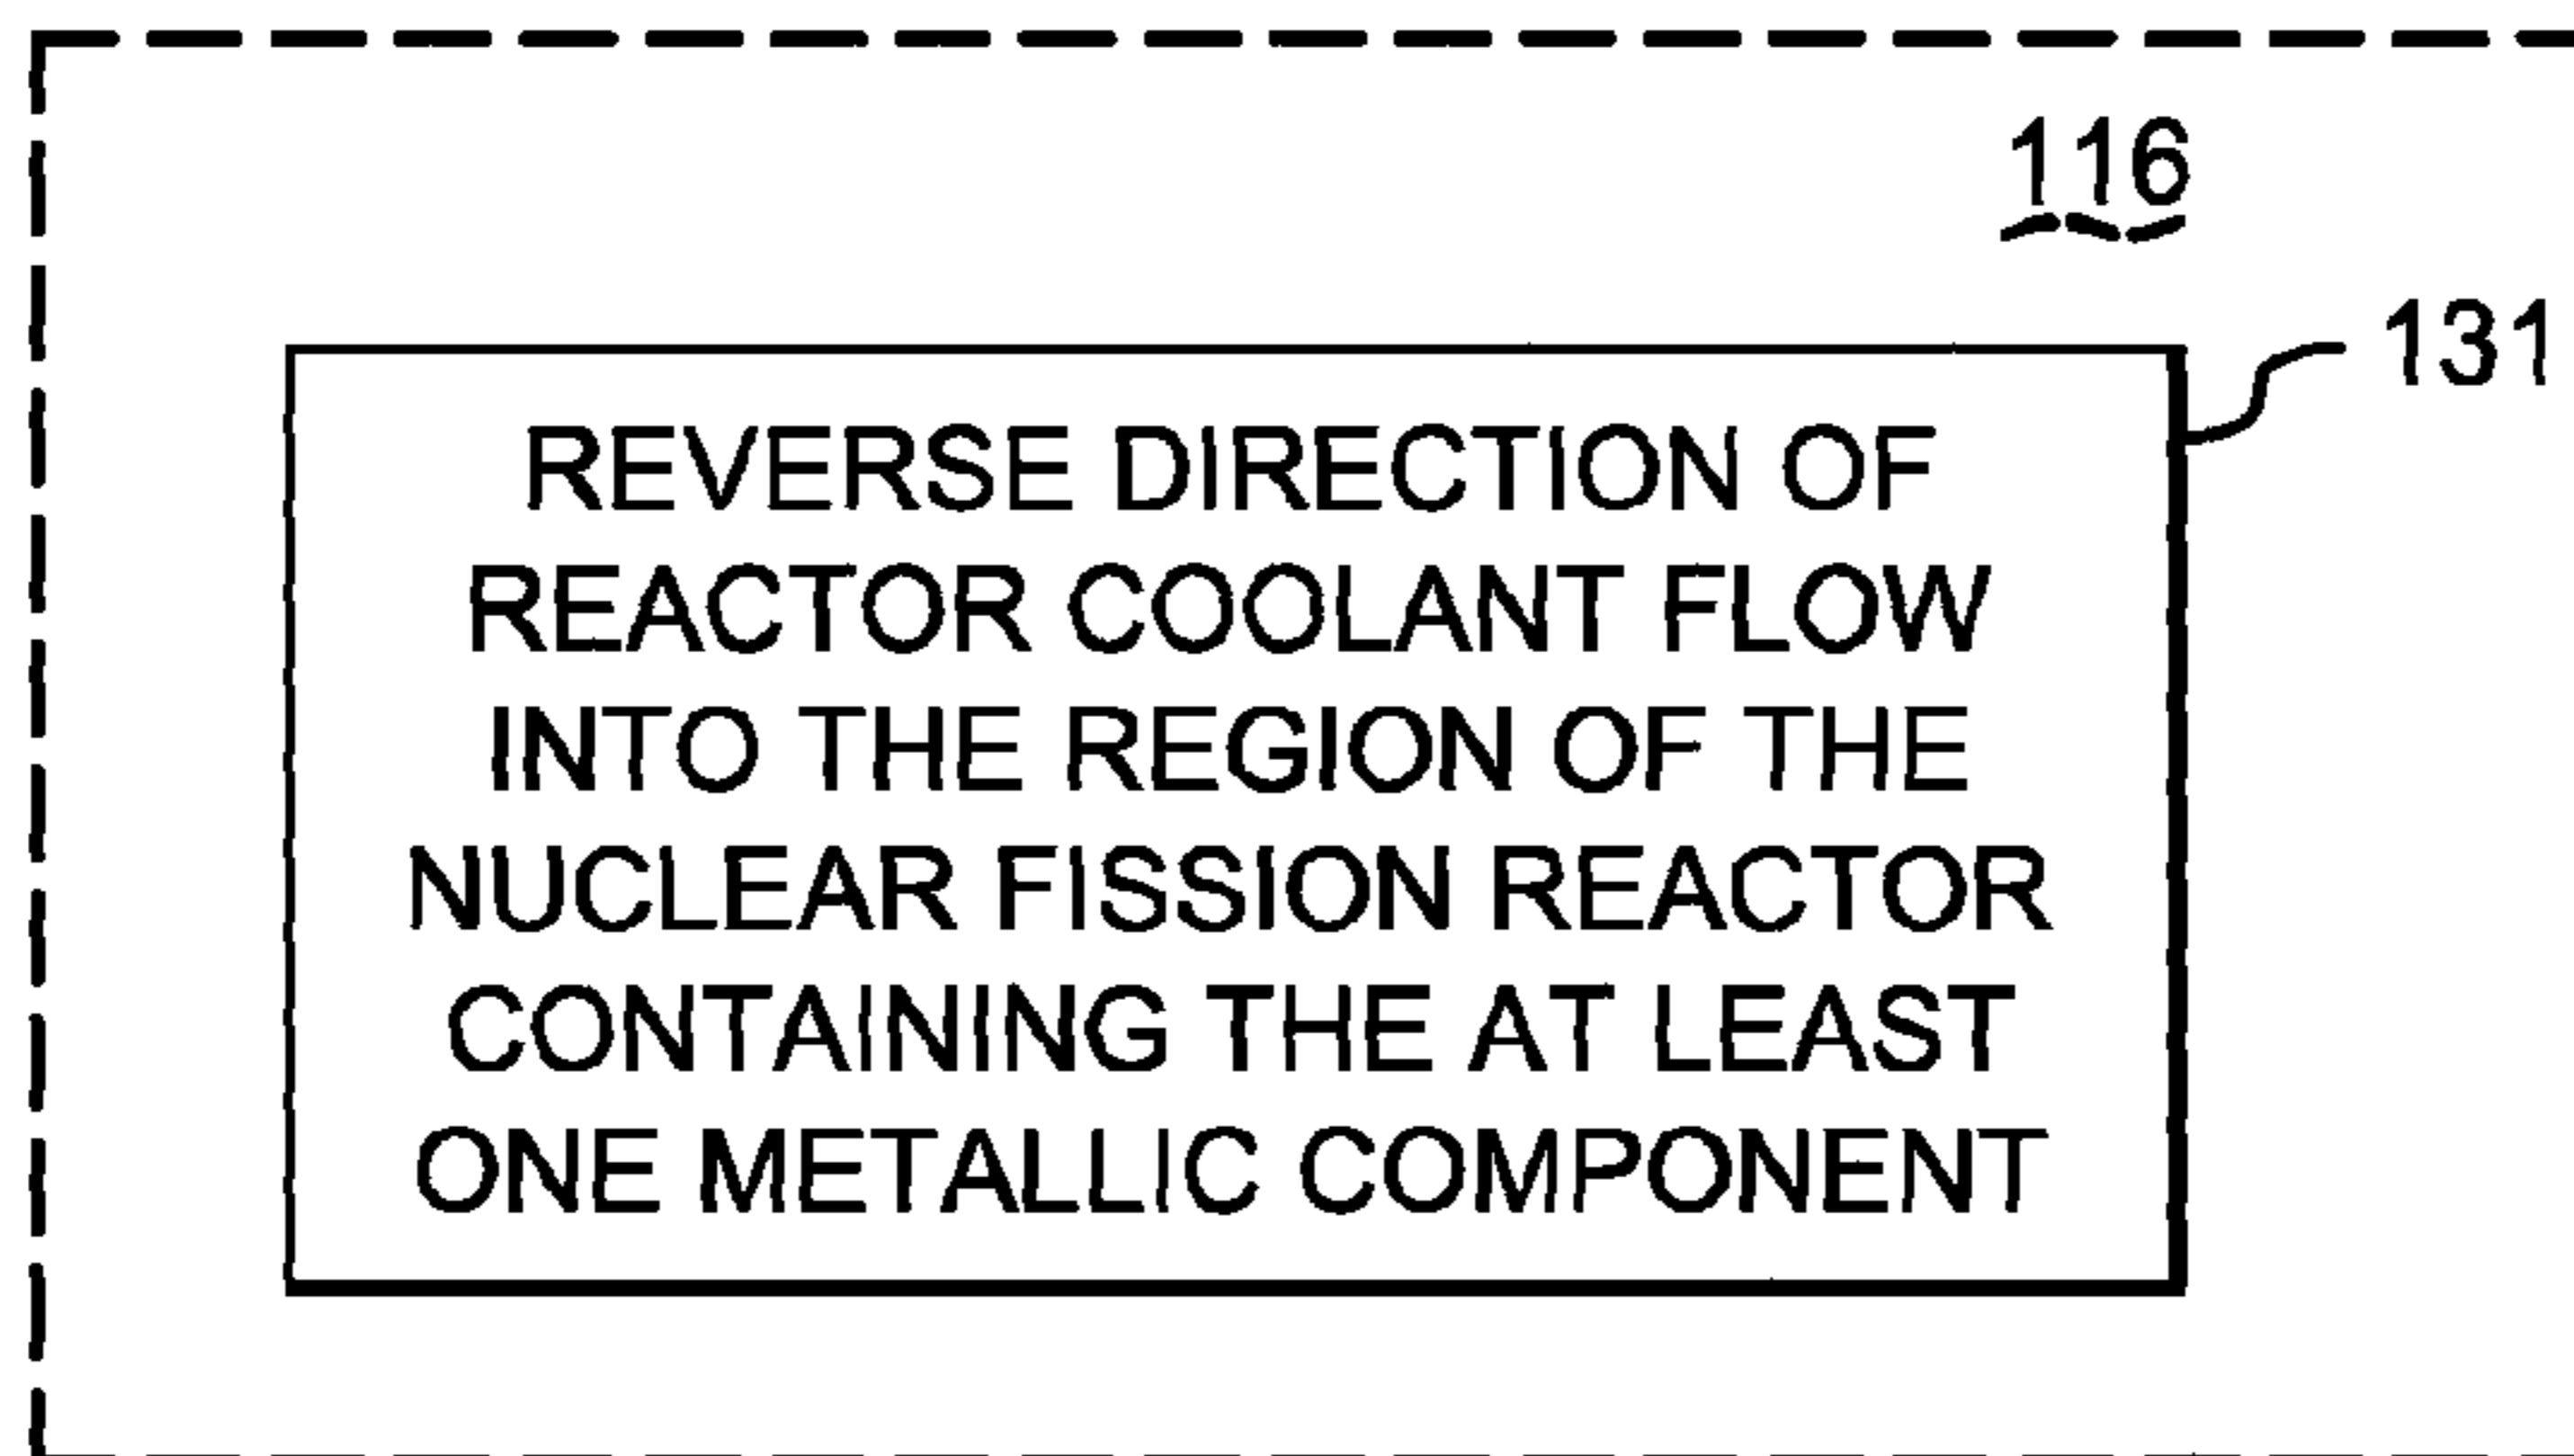 116
131
REVERSE DIRECTION OF
REACTOR COOLANT FLOW
INTO THE REGION OF THE
NUCLEAR FISSION REACTOR
CONTAINING THE AT LEAST
ONE METALLIC COMPONENT